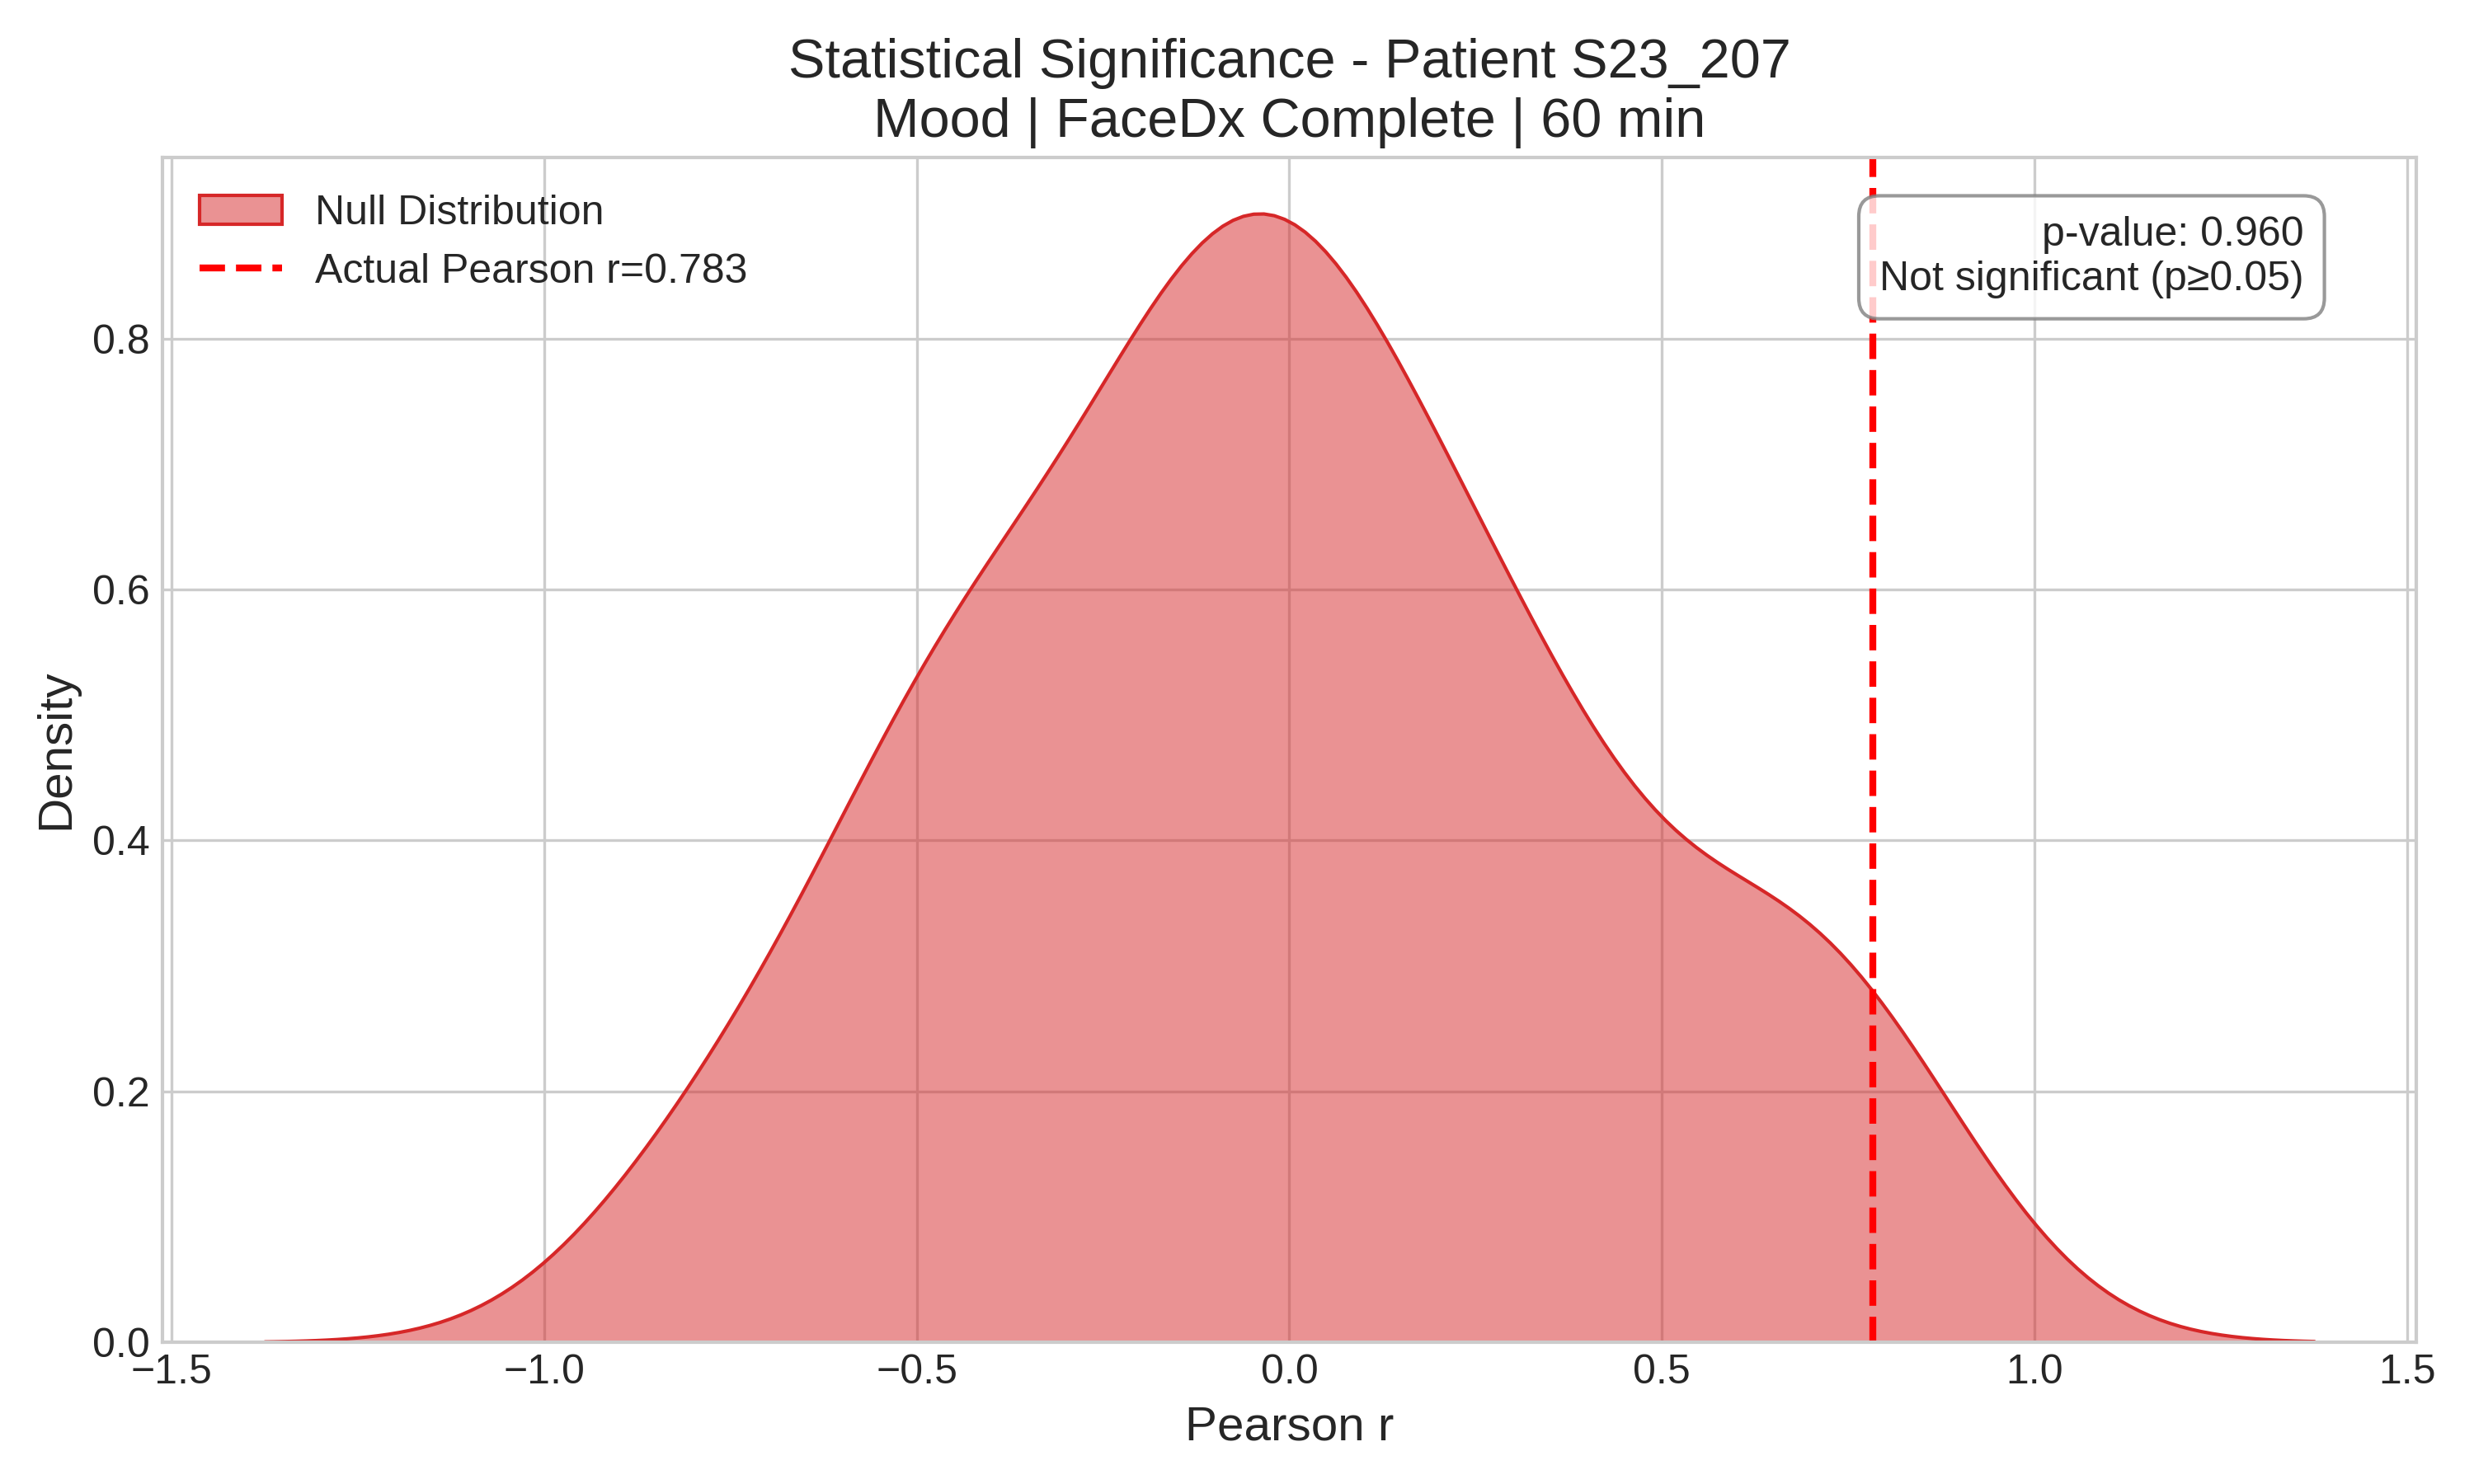 Statistical Significance - Patient S23_207
Mood | FaceDx Complete | 60 min
Null Distribution
Actual Pearson r=0.783
p-value: 0.960
Not significant (p≥0.05)
Density
0.8
0.6
0.4
0.2
0.0
−1.5
−1.0
−0.5
0.0
0.5
1.0
1.5
Pearson r